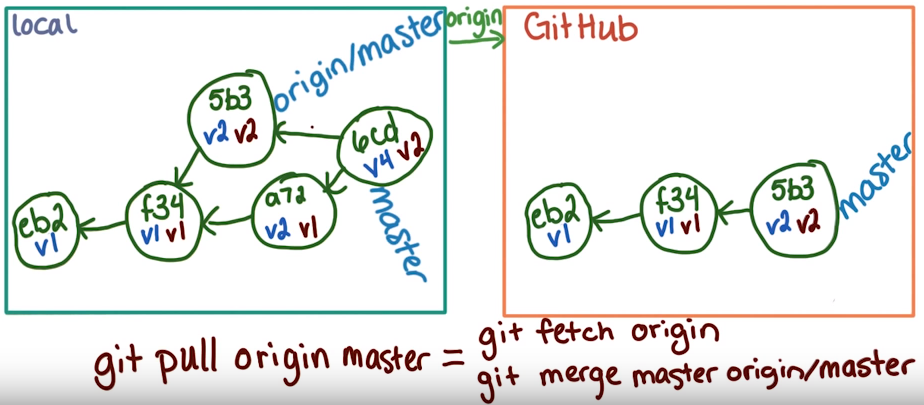 local
origin/master
5b3
v2 v2
6cd
v4 v2
master
eb2
v1
f34
v1 v1
a72
v2 v1
origin
GitHub
eb2
v1
f34
v1 v1
5b3
v2 v2
master
git pull origin master = git fetch origin
git merge master origin/master